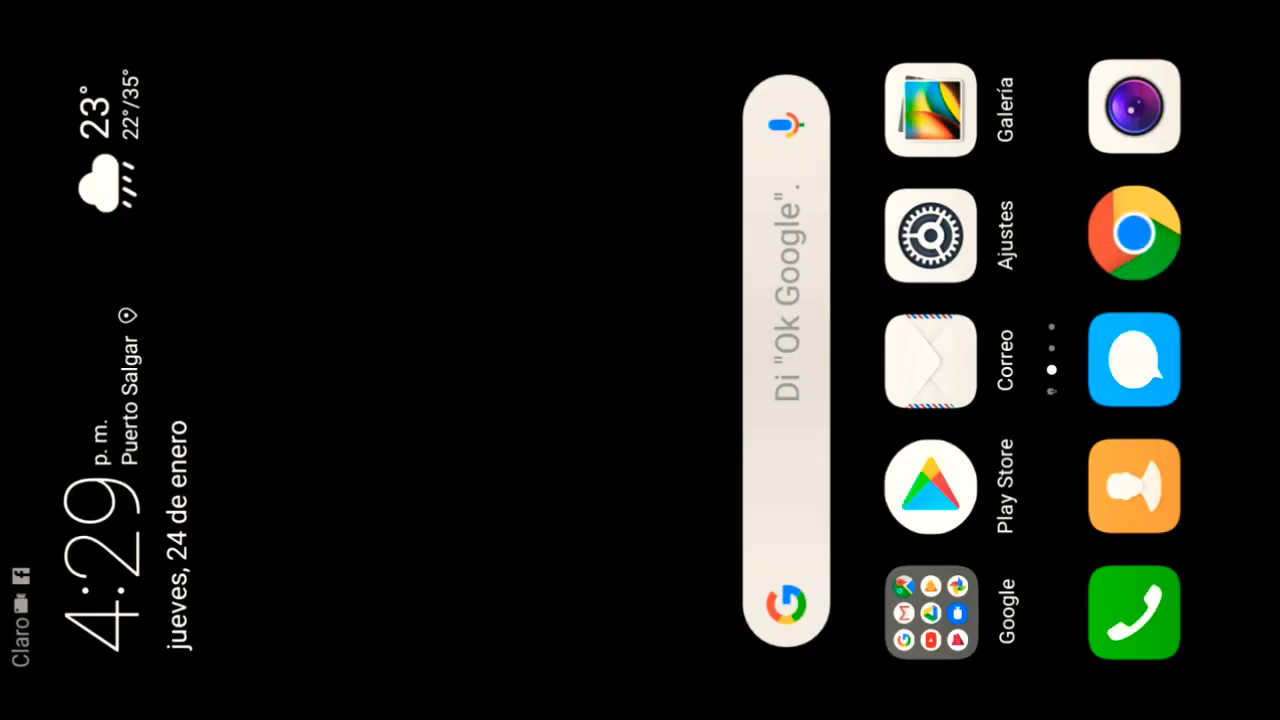 Claro
4:29 p. m.
Puerto Salgar
23°
22°/35°
jueves, 24 de enero
Di "Ok Google".
Google
Play Store
Correo
Ajustes
Galería